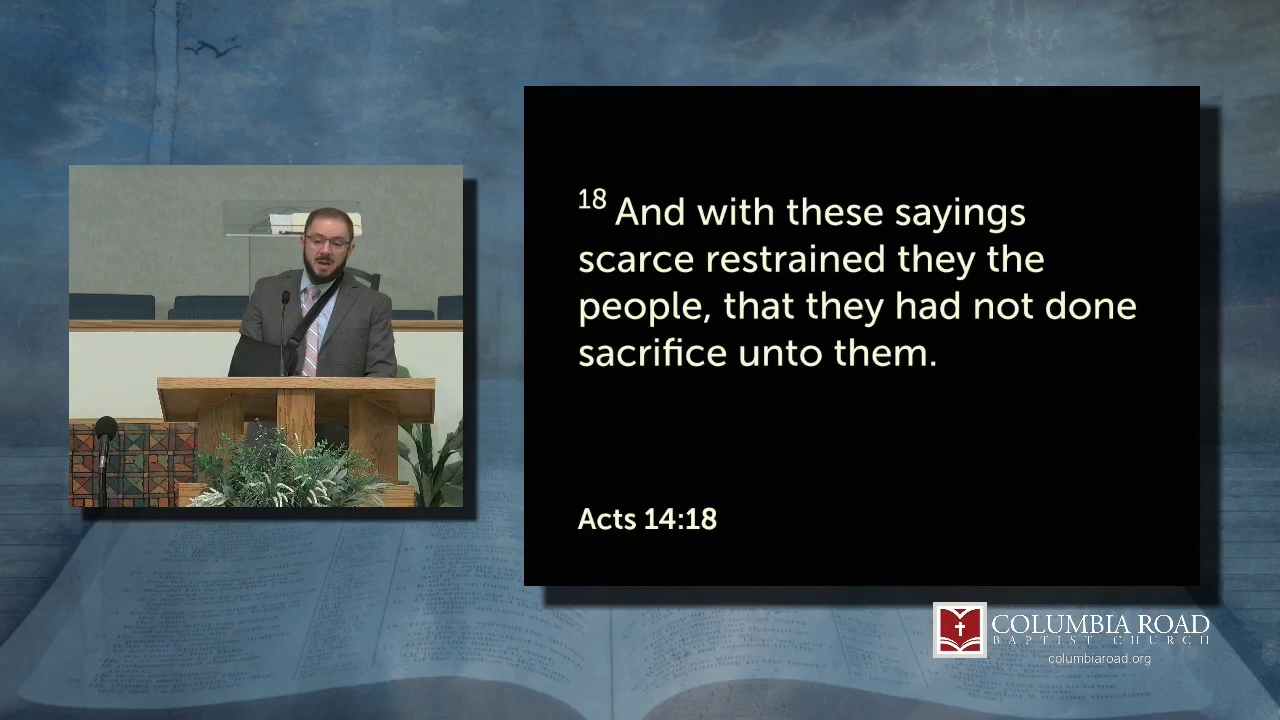 18 And with these sayings
scarce restrained they the
people, that they had not done
sacrifice unto them.
Acts 14:18
COLUMBIA ROAD
BAPTIST CHURCH
columbiaroad.org